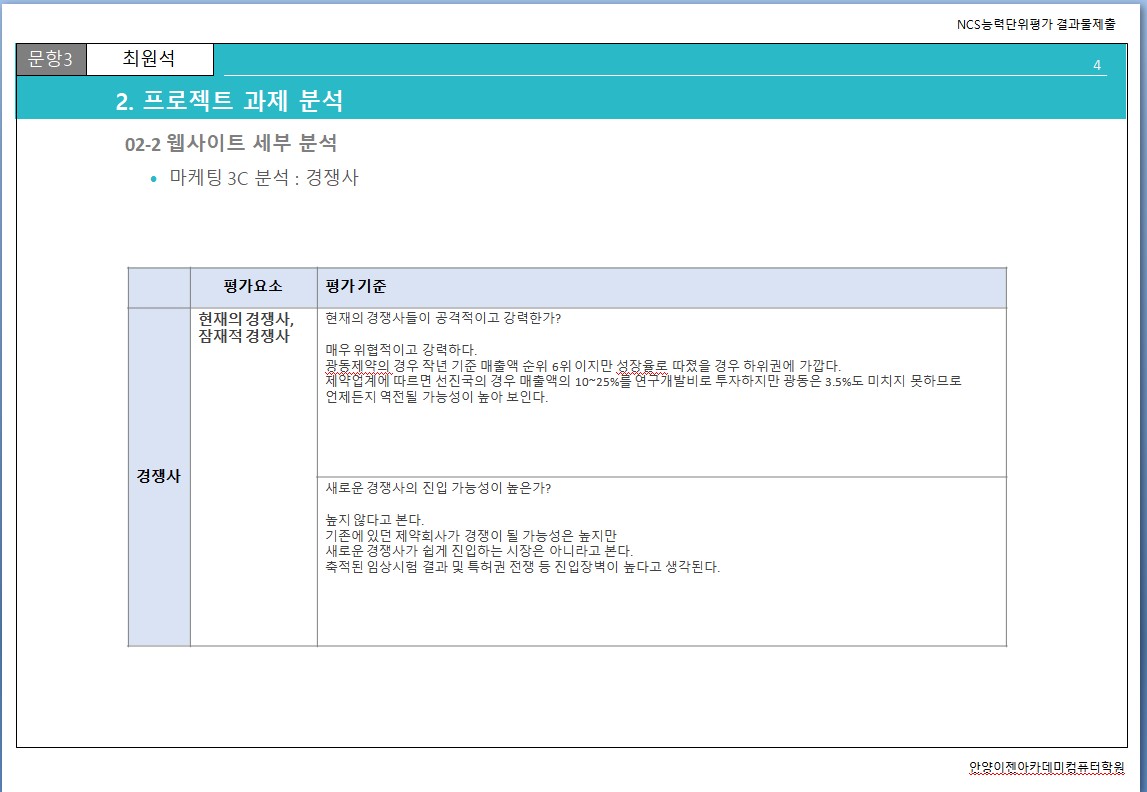 NCS능력단위평가 결과물제출
문항3 최원석
4
2. 프로젝트 과제 분석
02-2 웹사이트 세부 분석
• 마케팅 3C 분석 : 경쟁사
평가요소 평가 기준
경쟁사
현재의 경쟁사,
잠재적 경쟁사
현재의 경쟁사들이 공격적이고 강력한가?
매우 위협적이고 강력하다.
광동제약의 경우 작년 기준 매출액 순위 6위 이지만 성장율로 따졌을 경우 하위권에 가깝다.
제약업계에 따르면 선진국의 경우 매출액의 10~25%를 연구개발비로 투자하지만 광동은 3.5%도 미치지 못하므로
언제든지 역전될 가능성이 높아 보인다.
새로운 경쟁사의 진입 가능성이 높은가?
높지 않다고 본다.
기존에 있던 제약회사가 경쟁이 될 가능성은 높지만
새로운 경쟁사가 쉽게 진입하는 시장은 아니라고 본다.
축적된 임상시험 결과 및 특허권 전쟁 등 진입장벽이 높다고 생각된다.
안양이젠아카데미컴퓨터학원